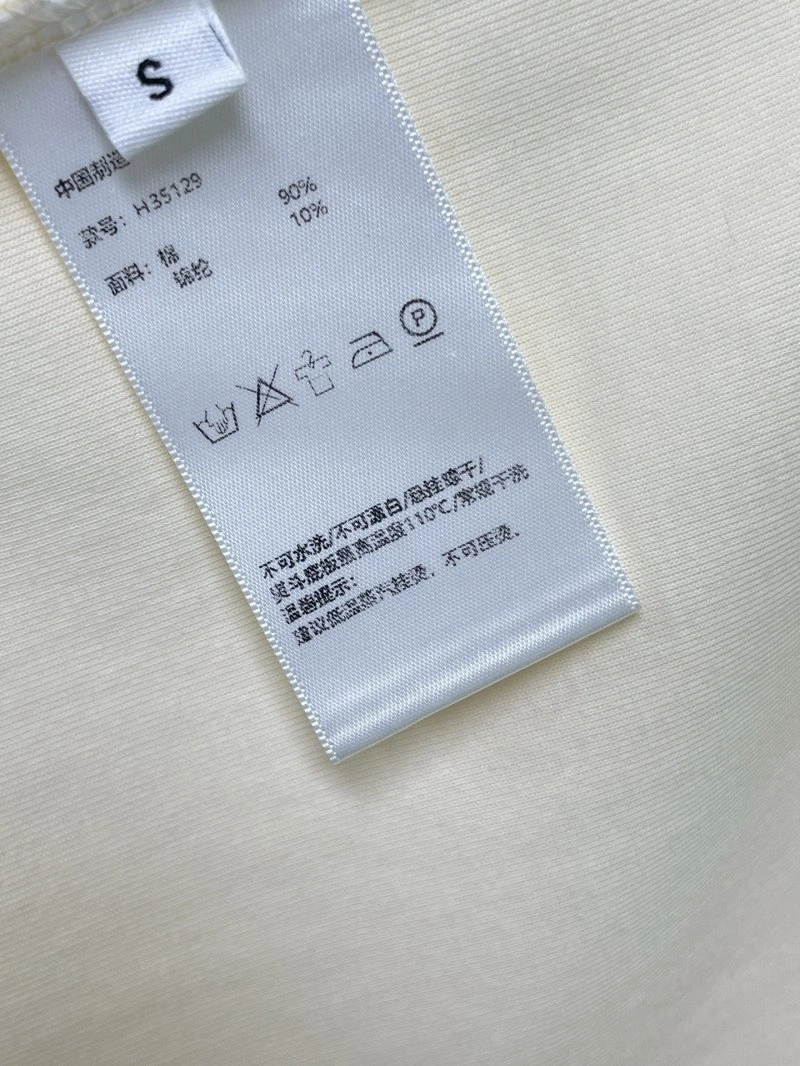 S
中国制造
款号：H35129
面料：棉 90%
锦纶 10%
P
不可水洗/不可漂白/悬挂晾干/
熨斗底板最高温度110℃/常规干洗
温馨提示：
建议低温蒸汽挂烫，不可压烫。